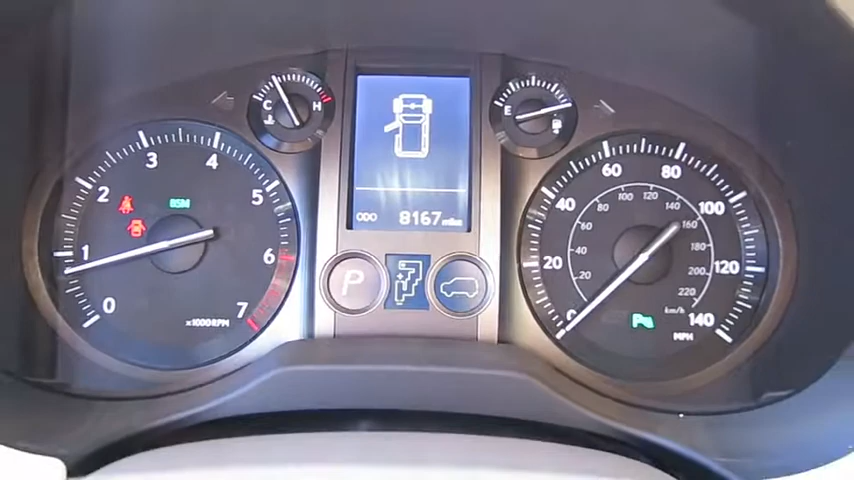 C H
E
0 1 2 3 4 5 6 7
BSM
×1000RPM
ODO 8167 miles
P
20 40 60 80 100 120 140
20 40 60 80 100 120 140 160 180 200 220
km/h
MPH
P